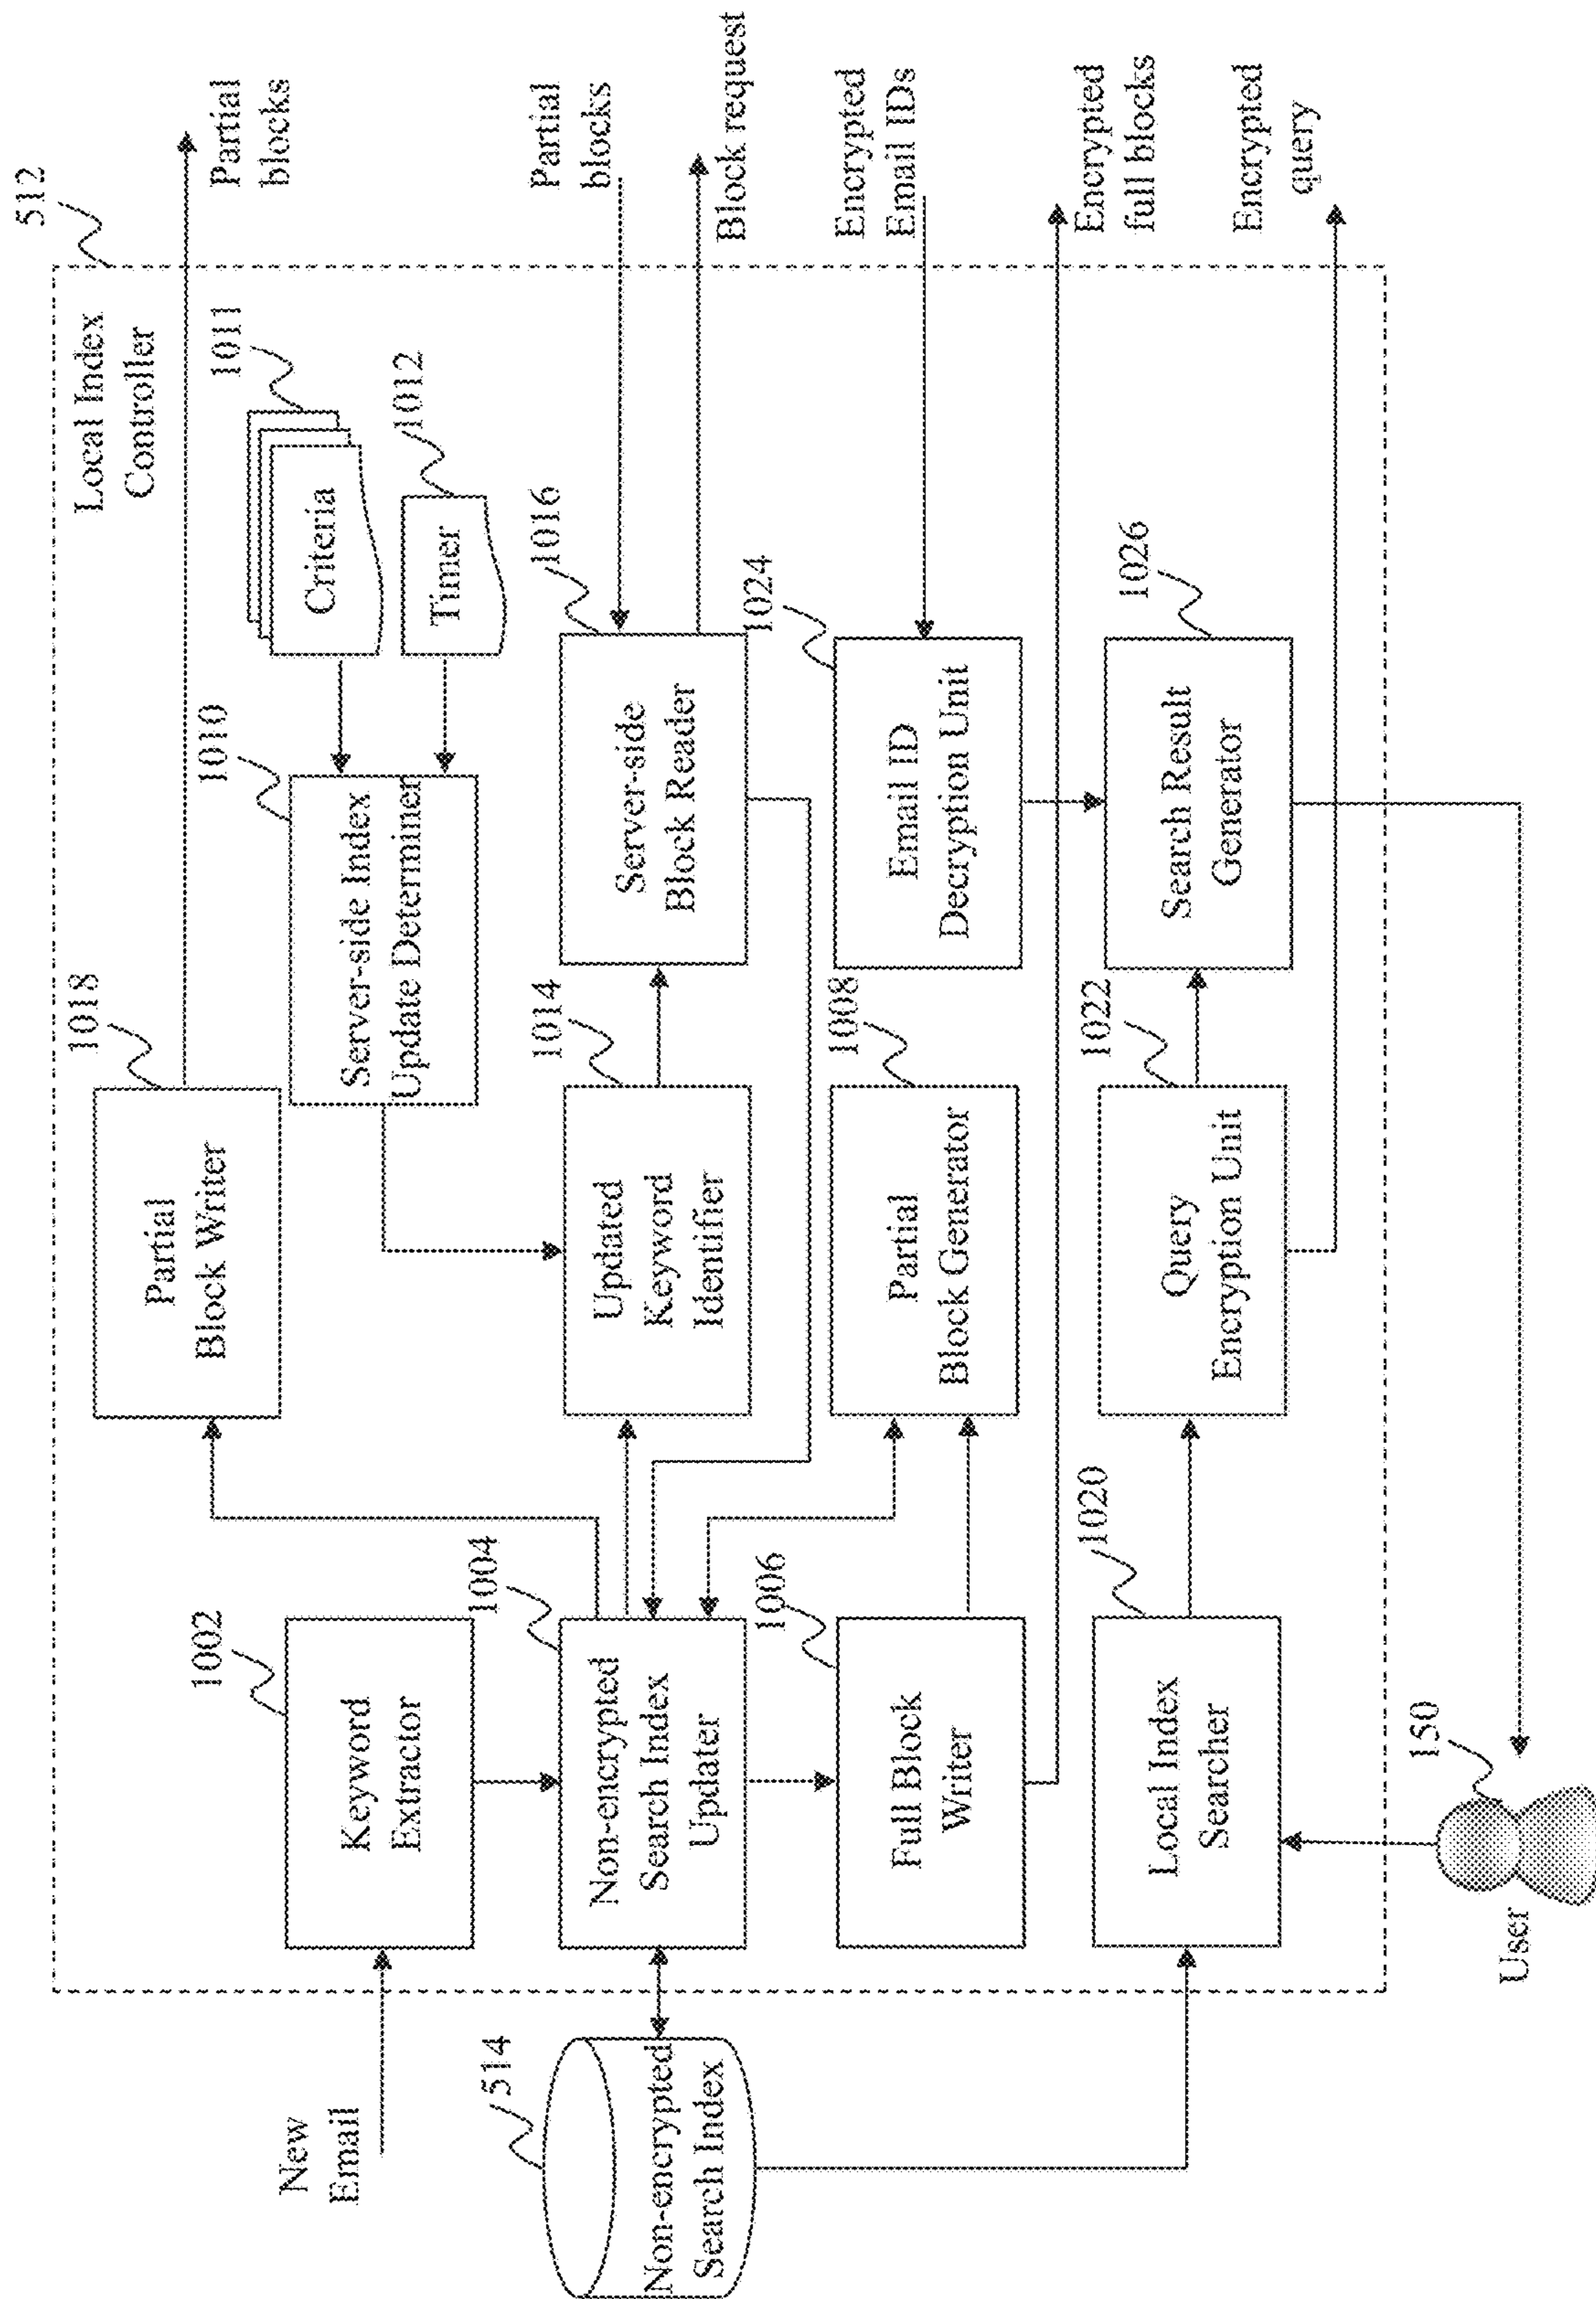 512
Local Index
Controller
Partial
blocks
1018
Partial
Block Writer
1011
Criteria
1012
Timer
1010
Server-side Index
Update Determiner
New
Email
1002
Keyword
Extractor
514
Non-encrypted
Search Index
1004
Non-encrypted
Search Index
Updater
1014
Updated
Keyword
Identifier
1016
Server-side
Block Reader
Partial
blocks
Block request
1006
Full Block
Writer
1008
Partial
Block Generator
1024
Email ID
Decryption Unit
Encrypted
Email IDs
Encrypted
full blocks
1020
Local Index
Searcher
1022
Query
Encryption Unit
1026
Search Result
Generator
Encrypted
query
150
User